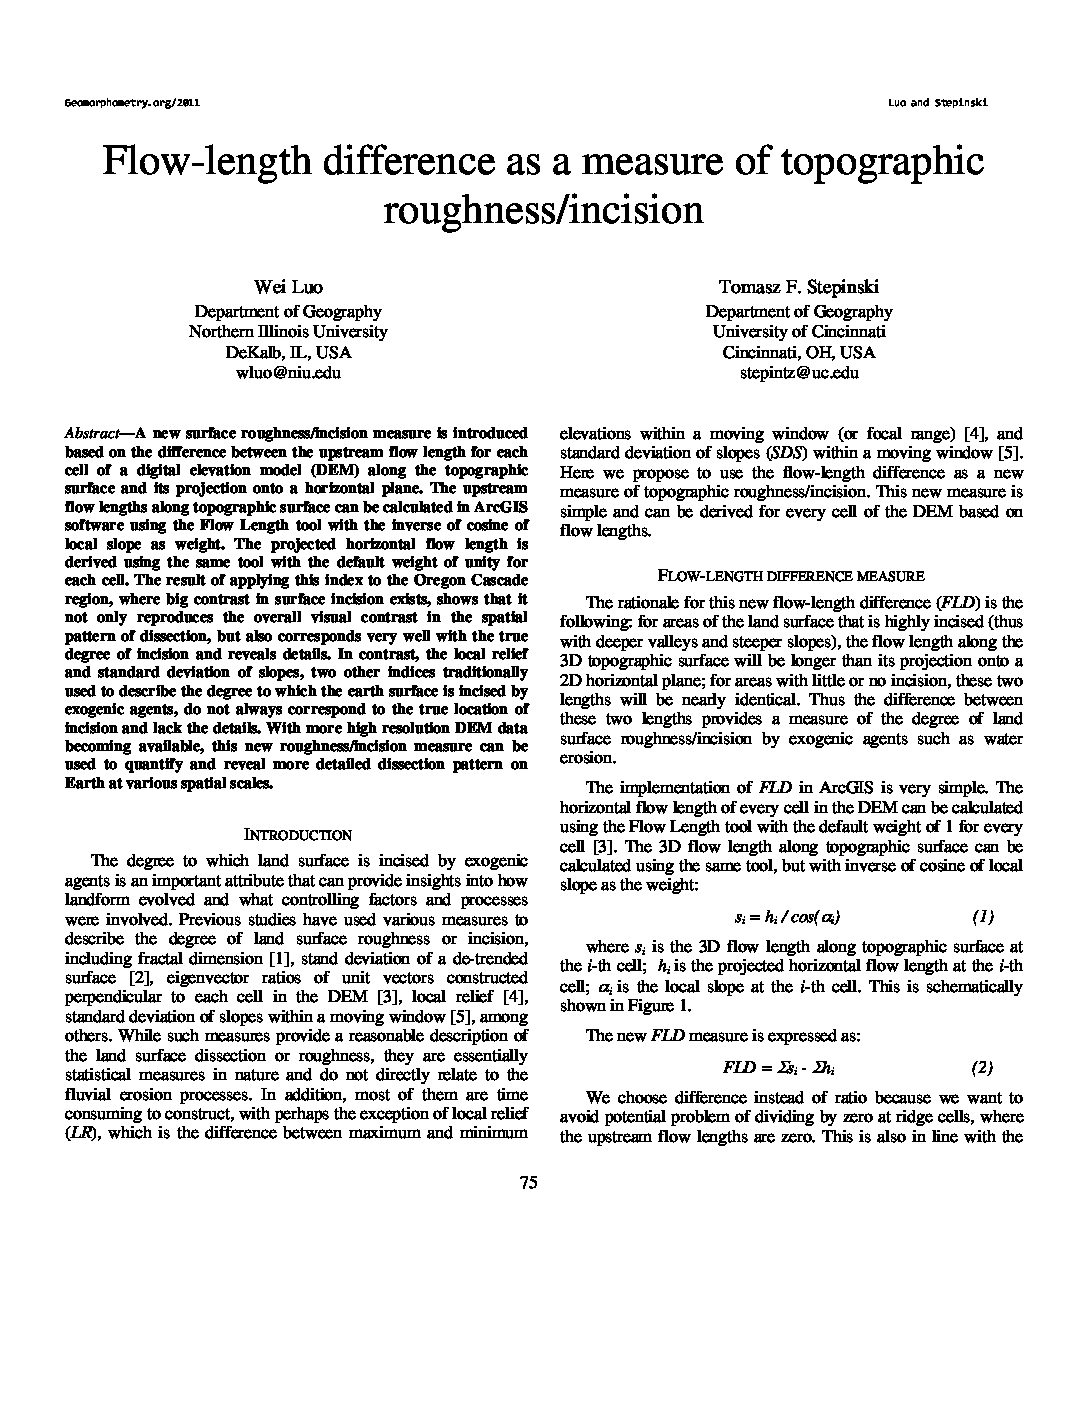 Geomorphometry.org/2011
Luo and Stepinski
Flow-length difference as a measure of topographic
roughness/incision
Wei Luo
Department of Geography
Northern Illinois University
DeKalb, IL, USA
wluo@niu.edu
Tomasz F. Stepinski
Department of Geography
University of Cincinnati
Cincinnati, OH, USA
stepintz@uc.edu
Abstract—A new surface roughness/incision measure is introduced
based on the difference between the upstream flow length for each
cell of a digital elevation model (DEM) along the topographic
surface and its projection onto a horizontal plane. The upstream
flow lengths along topographic surface can be calculated in ArcGIS
software using the Flow Length tool with the inverse of cosine of
local slope as weight. The projected horizontal flow length is
derived using the same tool with the default weight of unity for
each cell. The result of applying this index to the Oregon Cascade
region, where big contrast in surface incision exists, shows that it
not only reproduces the overall visual contrast in the spatial
pattern of dissection, but also corresponds very well with the true
degree of incision and reveals details. In contrast, the local relief
and standard deviation of slopes, two other indices traditionally
used to describe the degree to which the earth surface is incised by
exogenic agents, do not always correspond to the true location of
incision and lack the details. With more high resolution DEM data
becoming available, this new roughness/incision measure can be
used to quantify and reveal more detailed dissection pattern on
Earth at various spatial scales.
INTRODUCTION
The degree to which land surface is incised by exogenic
agents is an important attribute that can provide insights into how
landform evolved and what controlling factors and processes
were involved. Previous studies have used various measures to
describe the degree of land surface roughness or incision,
including fractal dimension [1], stand deviation of a de-trended
surface [2], eigenvector ratios of unit vectors constructed
perpendicular to each cell in the DEM [3], local relief [4],
standard deviation of slopes within a moving window [5], among
others. While such measures provide a reasonable description of
the land surface dissection or roughness, they are essentially
statistical measures in nature and do not directly relate to the
fluvial erosion processes. In addition, most of them are time
consuming to construct, with perhaps the exception of local relief
(LR), which is the difference between maximum and minimum
elevations within a moving window (or focal range) [4], and
standard deviation of slopes (SDS) within a moving window [5].
Here we propose to use the flow-length difference as a new
measure of topographic roughness/incision. This new measure is
simple and can be derived for every cell of the DEM based on
flow lengths.
FLOW-LENGTH DIFFERENCE MEASURE
The rationale for this new flow-length difference (FLD) is the
following: for areas of the land surface that is highly incised (thus
with deeper valleys and steeper slopes), the flow length along the
3D topographic surface will be longer than its projection onto a
2D horizontal plane; for areas with little or no incision, these two
lengths will be nearly identical. Thus the difference between
these two lengths provides a measure of the degree of land
surface roughness/incision by exogenic agents such as water
erosion.
The implementation of FLD in ArcGIS is very simple. The
horizontal flow length of every cell in the DEM can be calculated
using the Flow Length tool with the default weight of 1 for every
cell [3]. The 3D flow length along topographic surface can be
calculated using the same tool, but with inverse of cosine of local
slope as the weight:
si = hi / cos(αi) (1)
where si is the 3D flow length along topographic surface at
the i-th cell; hi is the projected horizontal flow length at the i-th
cell; αi is the local slope at the i-th cell. This is schematically
shown in Figure 1.
The new FLD measure is expressed as:
FLD = Σsi - Σhi (2)
We choose difference instead of ratio because we want to
avoid potential problem of dividing by zero at ridge cells, where
the upstream flow lengths are zero. This is also in line with the
75